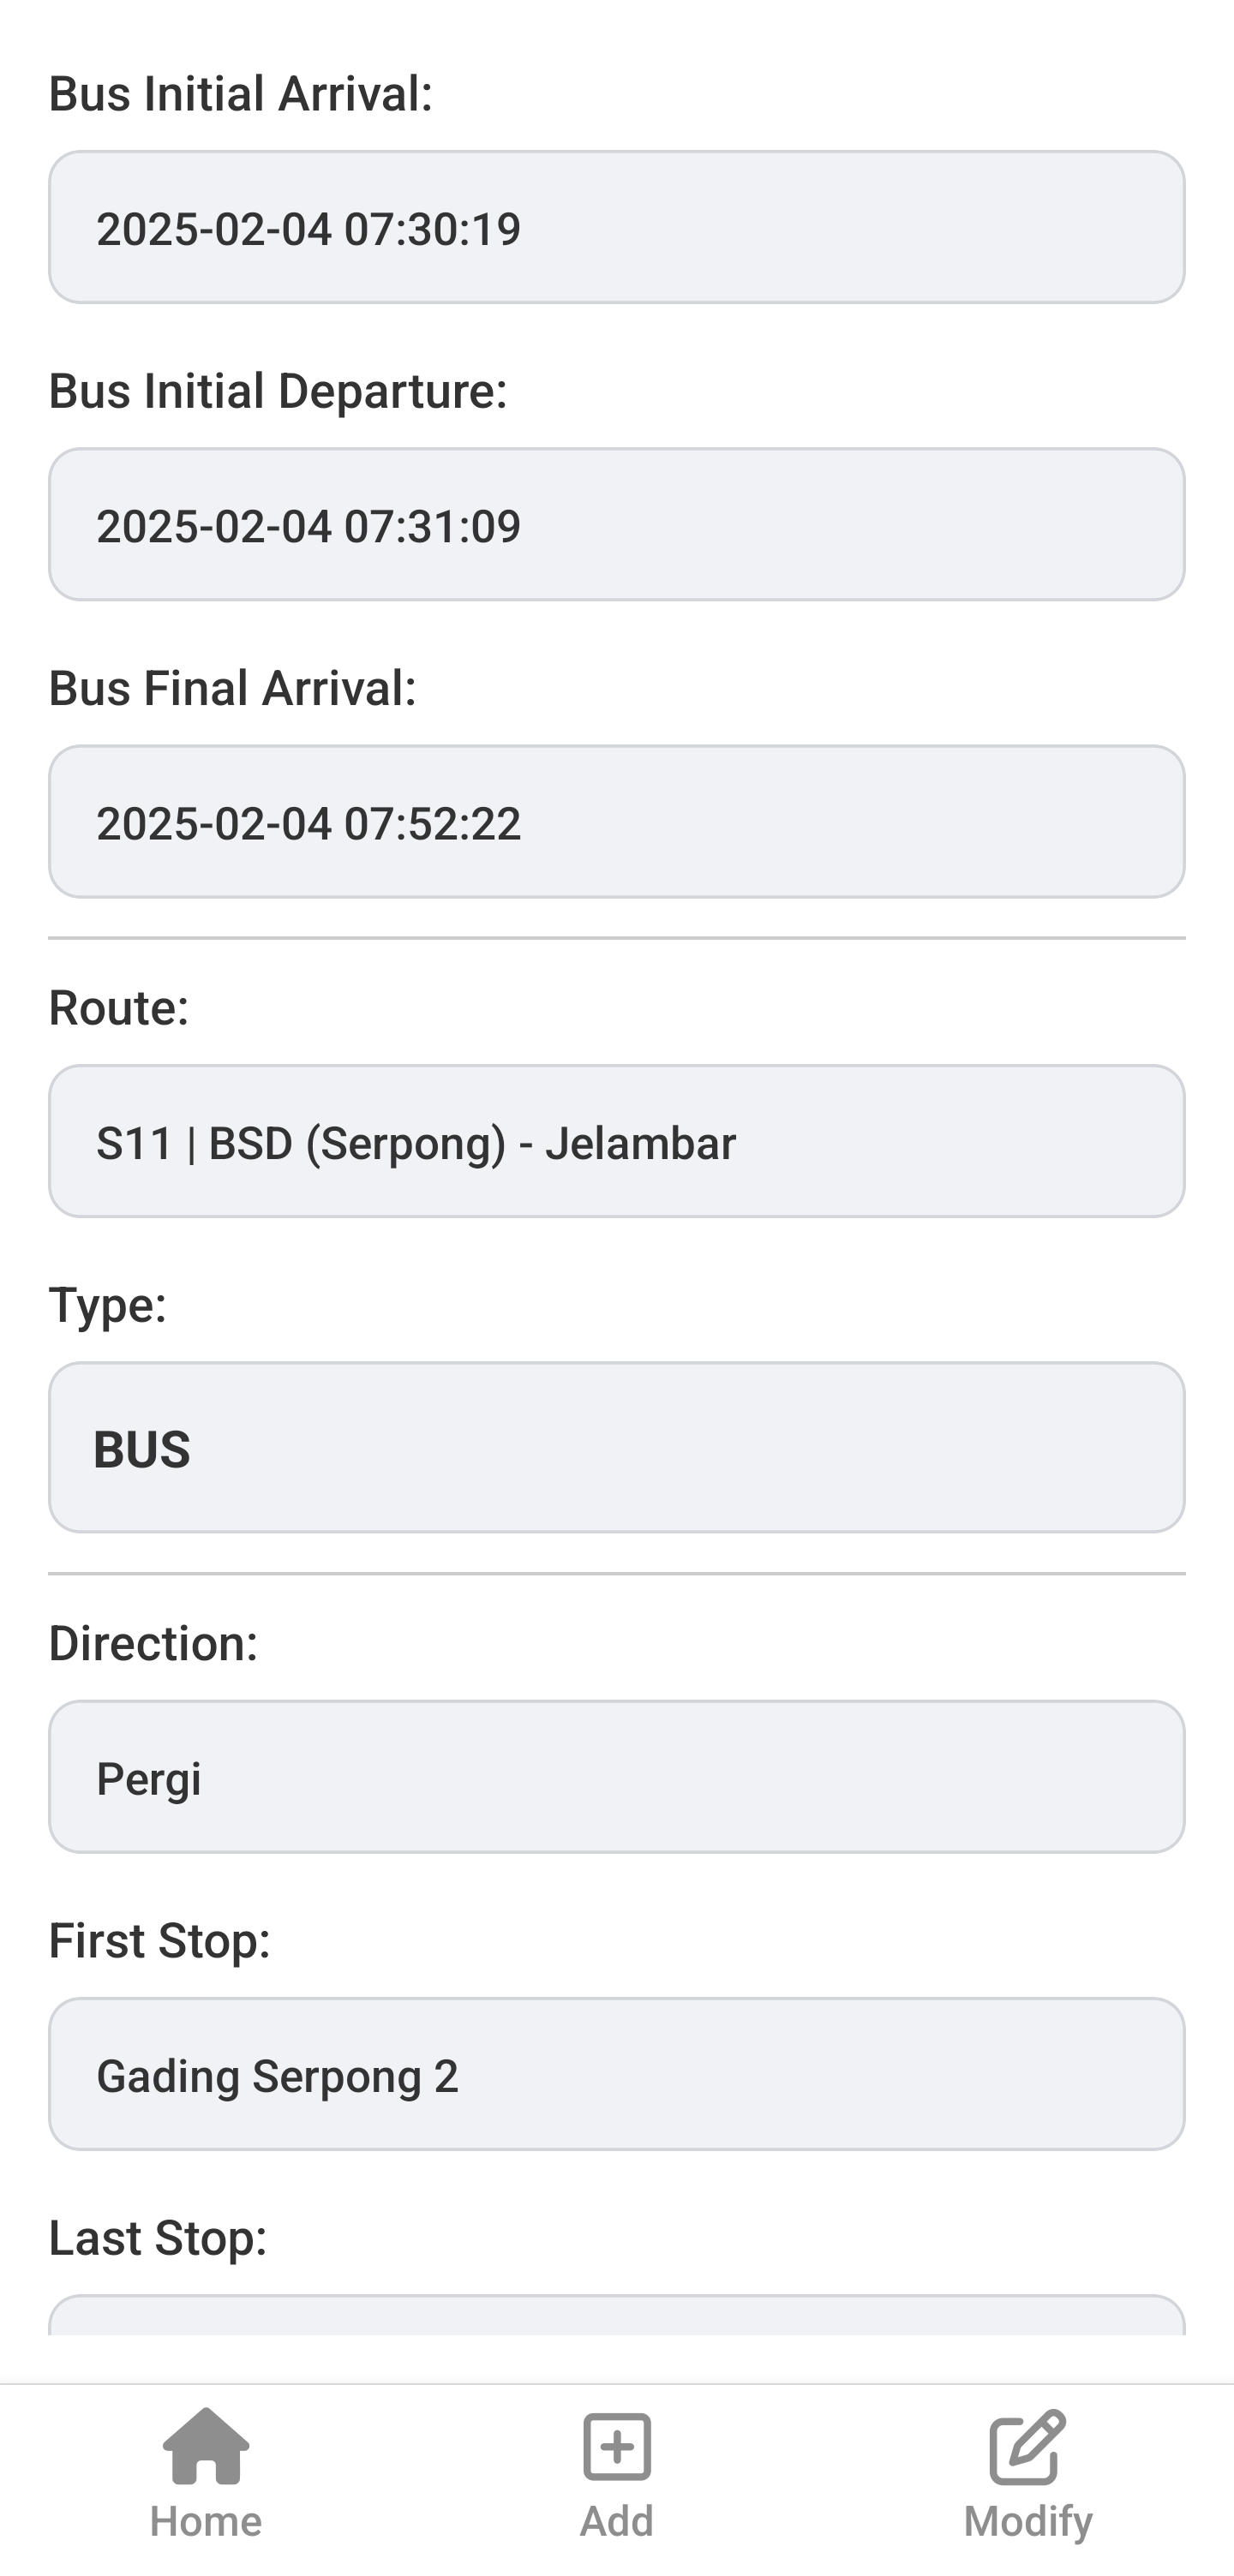 Bus Initial Arrival:
2025-02-04 07:30:19
Bus Initial Departure:
2025-02-04 07:31:09
Bus Final Arrival:
2025-02-04 07:52:22
Route:
S11 | BSD (Serpong) - Jelambar
Type:
BUS
Direction:
Pergi
First Stop:
Gading Serpong 2
Last Stop:
Home
Add
Modify